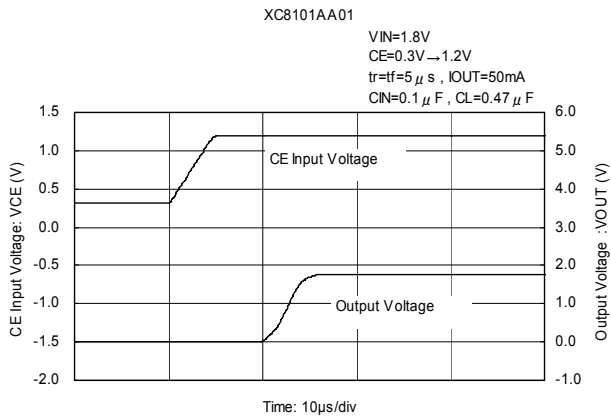 XC8101AA01
VIN=1.8V
CE=0.3V→1.2V
tr=tf=5μs , IOUT=50mA
CIN=0.1μF , CL=0.47μF
CE Input Voltage: VCE (V)
1.5
1.0
0.5
0.0
-0.5
-1.0
-1.5
-2.0
CE Input Voltage
Output Voltage
6.0
5.0
4.0
3.0
2.0
1.0
0.0
-1.0
Output Voltage :VOUT (V)
Time: 10μs/div